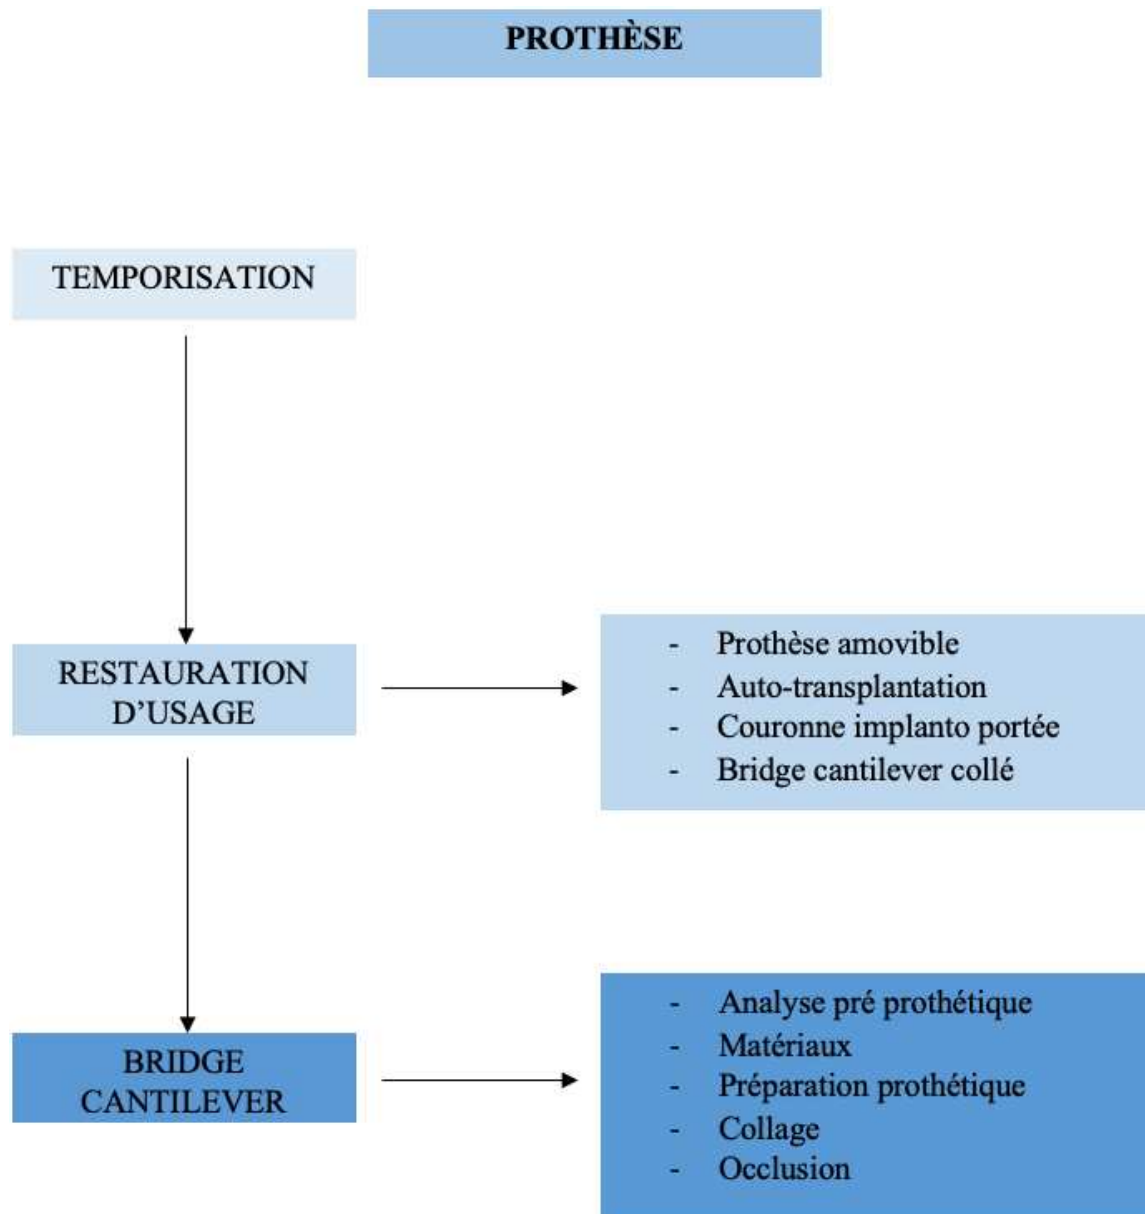 PROTHÈSE
TEMPORISATION
RESTAURATION
D’USAGE
- Prothèse amovible
- Auto-transplantation
- Couronne implanto portée
- Bridge cantilever collé
BRIDGE
CANTILEVER
- Analyse pré prothétique
- Matériaux
- Préparation prothétique
- Collage
- Occlusion